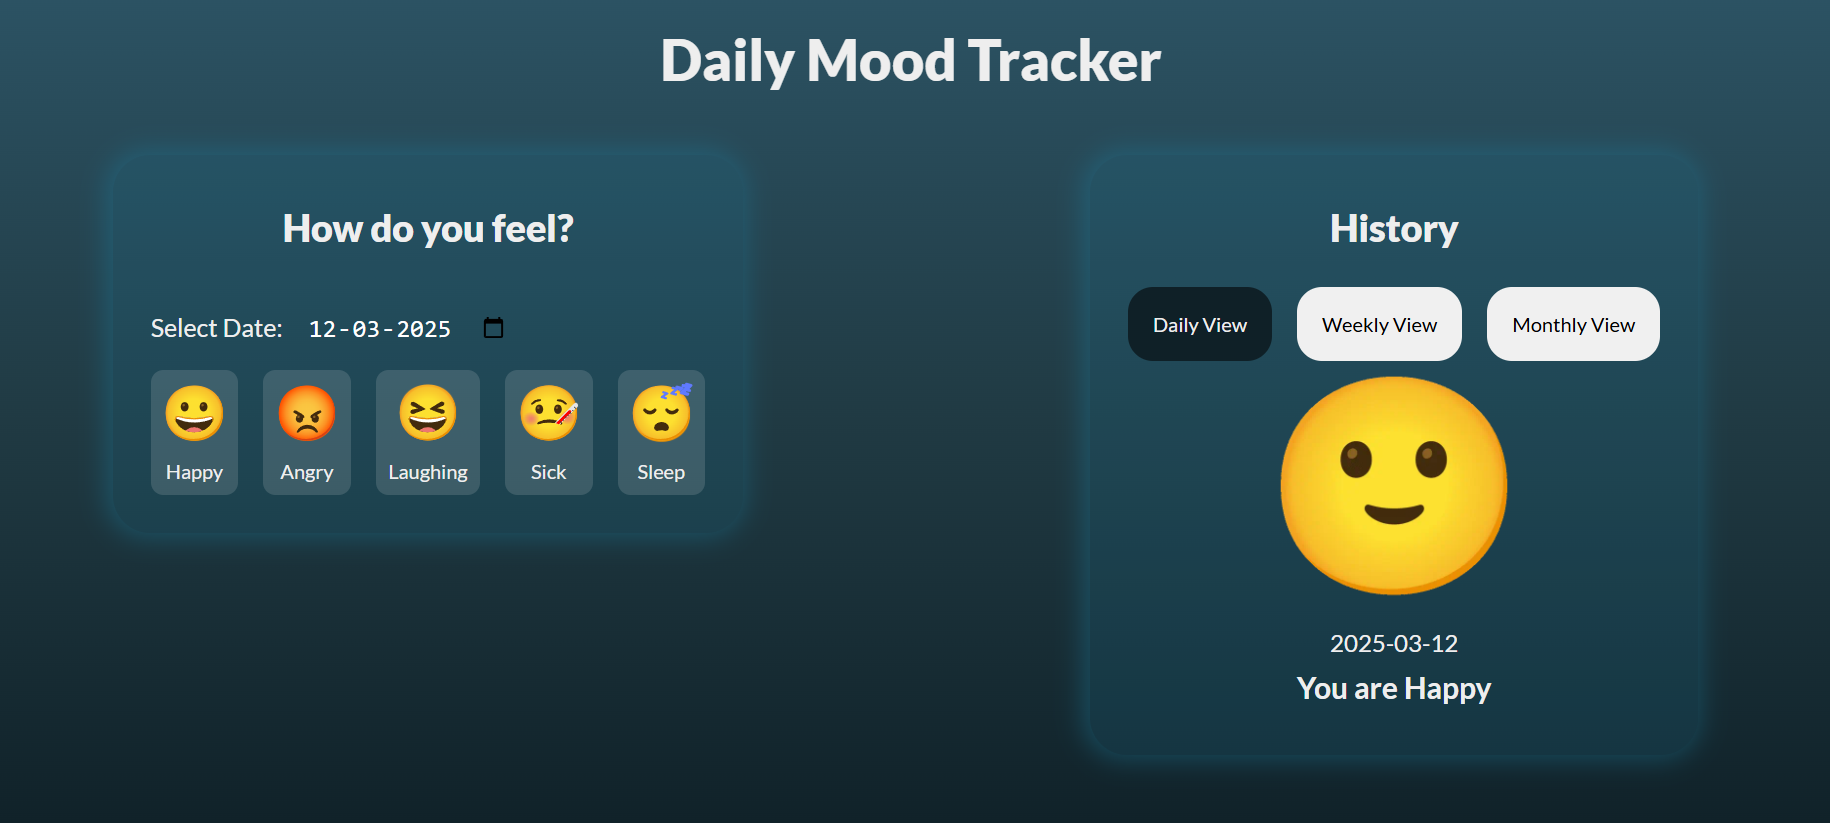 Daily Mood Tracker
How do you feel?
Select Date: 12-03-2025
Happy Angry Laughing Sick Sleep
History
Daily View Weekly View Monthly View
2025-03-12
You are Happy